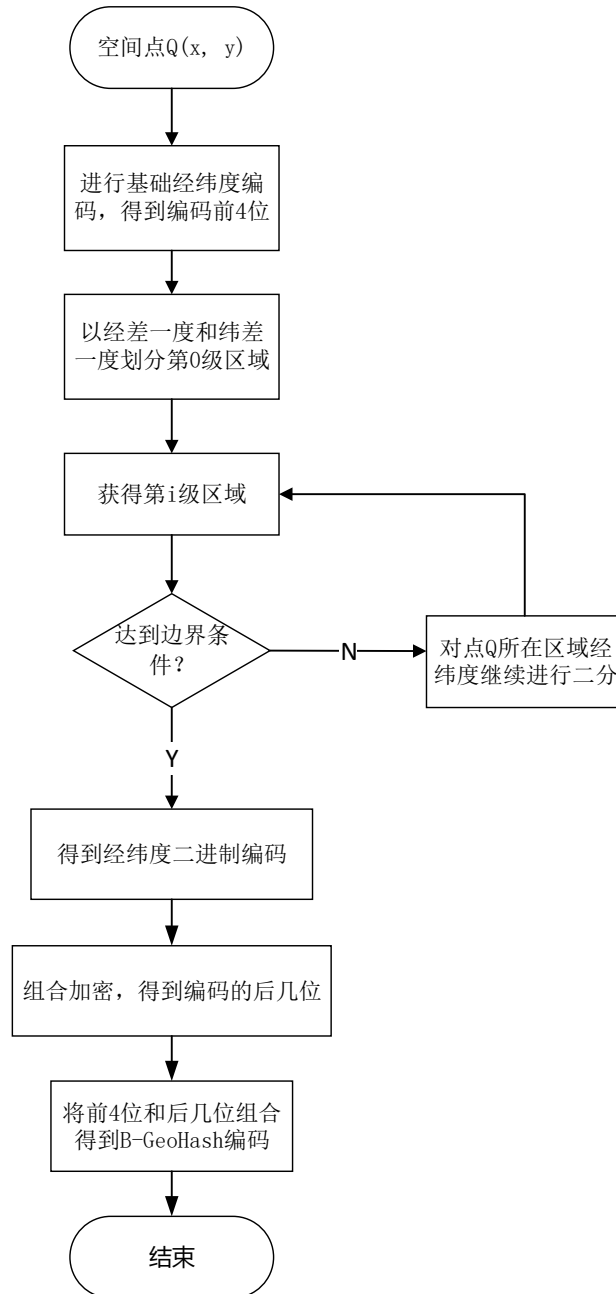 空间点Q(x, y)
进行基础经纬度编
码，得到编码前4位
以经差一度和纬差
一度划分第0级区域
获得第i级区域
达到边界条
件？
N
对点Q所在区域经
纬度继续进行二分
Y
得到经纬度二进制编码
组合加密，得到编码的后几位
将前4位和后几位组合
得到B-GeoHash编码
结束